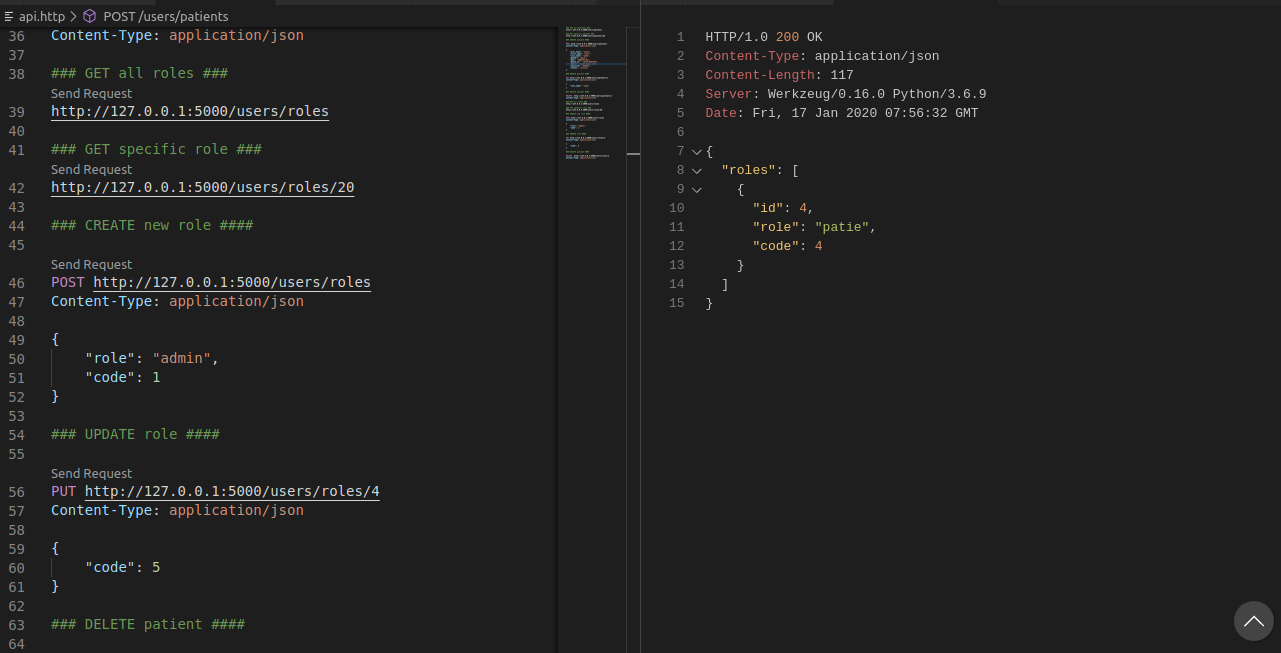 api.http > POST /users/patients
36 Content-Type: application/json
37
38 ### GET all roles ###
Send Request
39 http://127.0.0.1:5000/users/roles
40
41 ### GET specific role ###
Send Request
42 http://127.0.0.1:5000/users/roles/20
43
44 ### CREATE new role ####
45
Send Request
46 POST http://127.0.0.1:5000/users/roles
47 Content-Type: application/json
48
49 {
50 "role": "admin",
51 "code": 1
52 }
53
54 ### UPDATE role ####
55
Send Request
56 PUT http://127.0.0.1:5000/users/roles/4
57 Content-Type: application/json
58
59 {
60 "code": 5
61 }
62
63 ### DELETE patient ####
64
1 HTTP/1.0 200 OK
2 Content-Type: application/json
3 Content-Length: 117
4 Server: Werkzeug/0.16.0 Python/3.6.9
5 Date: Fri, 17 Jan 2020 07:56:32 GMT
6
7 {
8 "roles": [
9 {
10 "id": 4,
11 "role": "patie",
12 "code": 4
13 }
14 ]
15 }